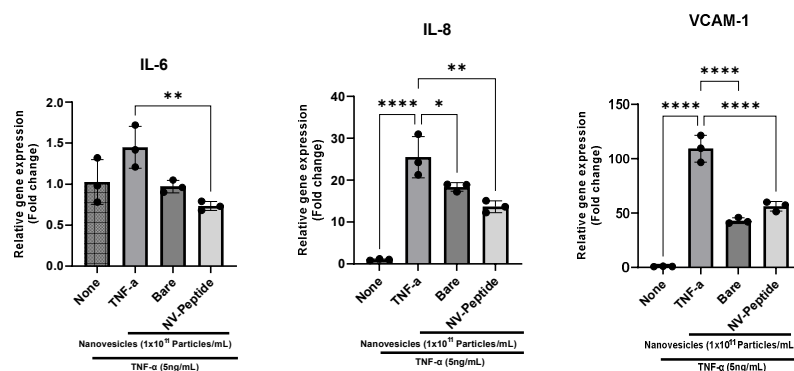 IL-6
Relative gene expression
(Fold change)
2.0
1.5
1.0
0.5
0.0
**
None
TNF-a
Bare
NV-Peptide
Nanovesicles (1x10¹¹ Particles/mL)
TNF-α (5ng/mL)
IL-8
Relative gene expression
(Fold change)
40
30
20
10
0
**
**** *
None
TNF-a
Bare
NV-Peptide
Nanovesicles (1x10¹¹ Particles/mL)
TNF-α (5ng/mL)
VCAM-1
Relative gene expression
(Fold change)
150
100
50
0
****
**** ****
None
TNF-a
Bare
NV-Peptide
Nanovesicles (1x10¹¹ Particles/mL
TNF-α (5ng/mL)